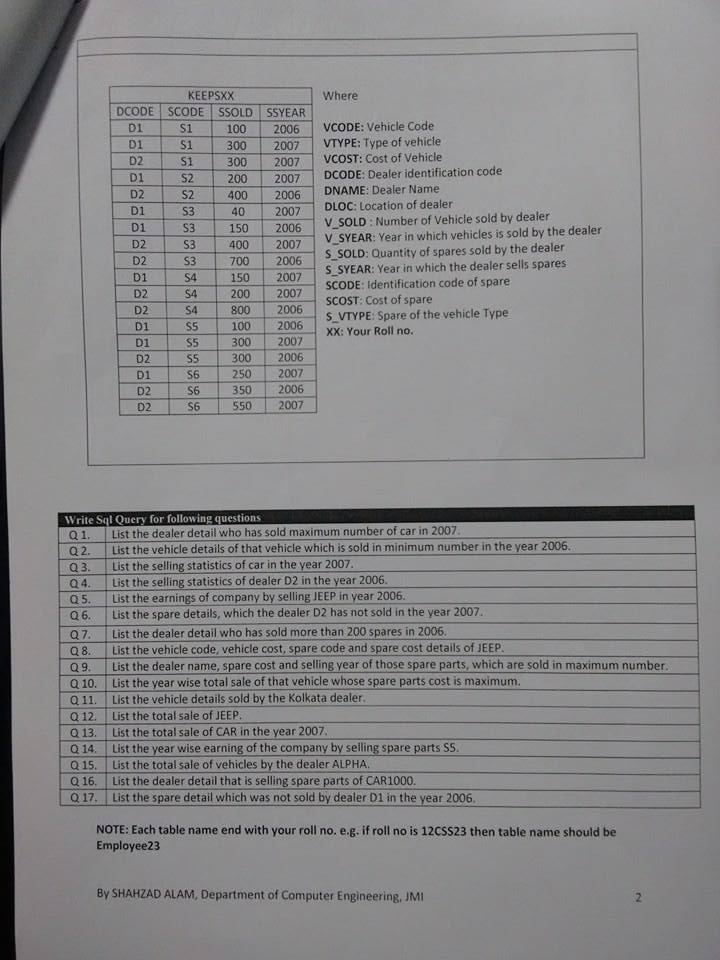 KEEPSXX
DCODE SCODE SSOLD SSYEAR
D1 S1 100 2006
D1 S1 300 2007
D2 S1 300 2007
D1 S2 200 2007
D2 S2 400 2006
D1 S3 40 2007
D1 S3 150 2006
D2 S3 400 2007
D2 S3 700 2006
D1 S4 150 2007
D2 S4 200 2007
D2 S4 800 2006
D1 S5 100 2006
D1 S5 300 2007
D2 S5 300 2006
D1 S6 250 2007
D2 S6 350 2006
D2 S6 550 2007
Where
VCODE: Vehicle Code
VTYPE: Type of vehicle
VCOST: Cost of Vehicle
DCODE: Dealer identification code
DNAME: Dealer Name
DLOC: Location of dealer
V_SOLD : Number of Vehicle sold by dealer
V_SYEAR: Year in which vehicles is sold by the dealer
S_SOLD: Quantity of spares sold by the dealer
S_SYEAR: Year in which the dealer sells spares
SCODE: Identification code of spare
SCOST: Cost of spare
S_VTYPE: Spare of the vehicle Type
XX: Your Roll no.
Write Sql Query for following questions
Q 1. List the dealer detail who has sold maximum number of car in 2007.
Q 2. List the vehicle details of that vehicle which is sold in minimum number in the year 2006.
Q 3. List the selling statistics of car in the year 2007.
Q 4. List the selling statistics of dealer D2 in the year 2006.
Q 5. List the earnings of company by selling JEEP in year 2006.
Q 6. List the spare details, which the dealer D2 has not sold in the year 2007.
Q 7. List the dealer detail who has sold more than 200 spares in 2006.
Q 8. List the vehicle code, vehicle cost, spare code and spare cost details of JEEP.
Q 9. List the dealer name, spare cost and selling year of those spare parts, which are sold in maximum number.
Q 10. List the year wise total sale of that vehicle whose spare parts cost is maximum.
Q 11. List the vehicle details sold by the Kolkata dealer.
Q 12. List the total sale of JEEP.
Q 13. List the total sale of CAR in the year 2007.
Q 14. List the year wise earning of the company by selling spare parts S5.
Q 15. List the total sale of vehicles by the dealer ALPHA.
Q 16. List the dealer detail that is selling spare parts of CAR1000.
Q 17. List the spare detail which was not sold by dealer D1 in the year 2006.
NOTE: Each table name end with your roll no. e.g. if roll no is 12CSS23 then table name should be
Employee23
By SHAHZAD ALAM, Department of Computer Engineering, JMI
2